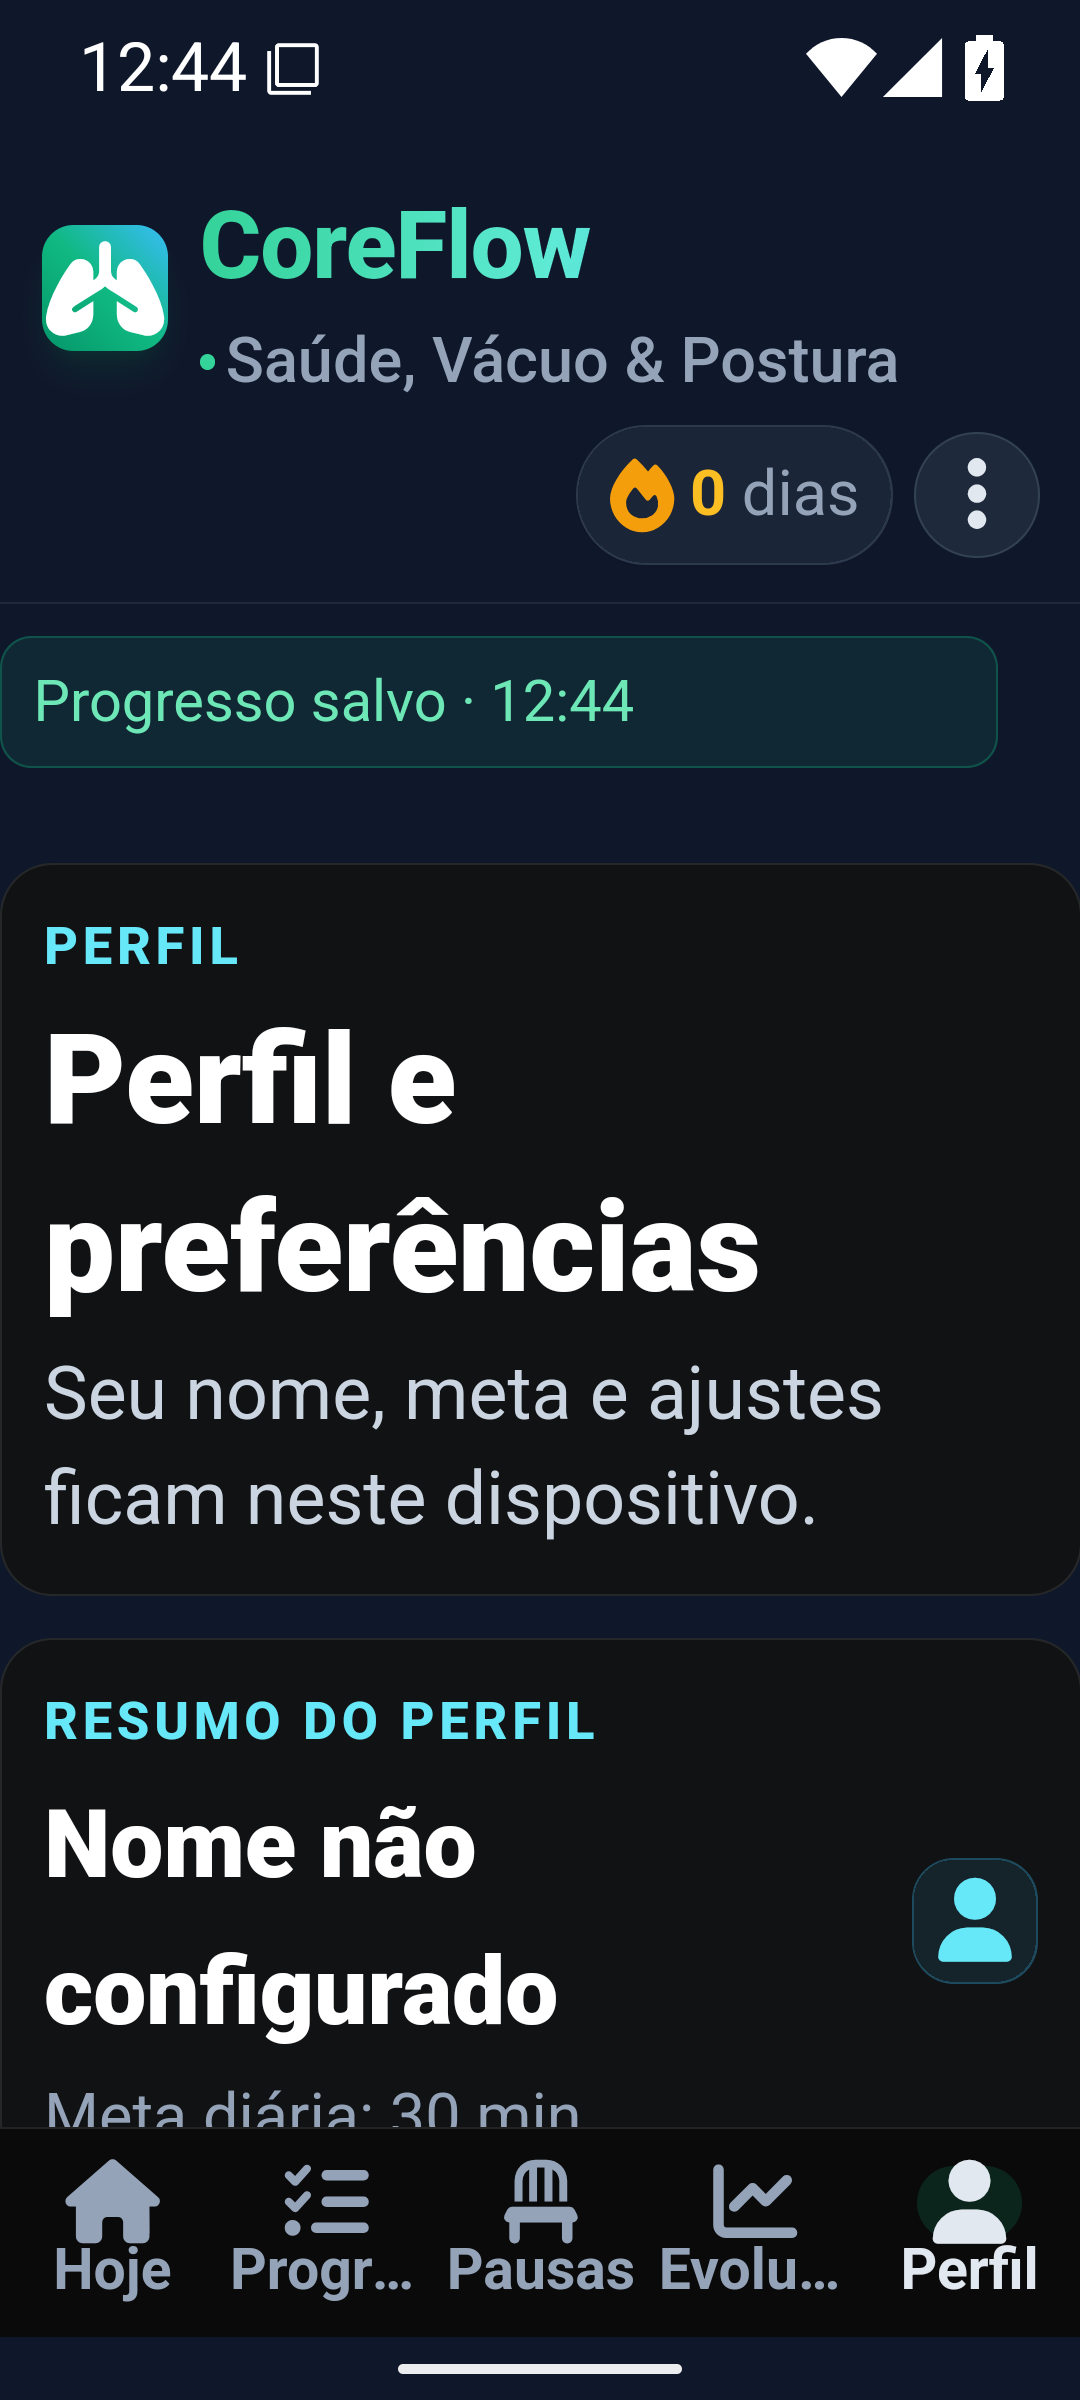 12:44
CoreFlow
• Saúde, Vácuo & Postura
0 dias
Progresso salvo · 12:44
PERFIL
Perfil e
preferências
Seu nome, meta e ajustes
ficam neste dispositivo.
RESUMO DO PERFIL
Nome não
configurado
Meta diária: 30 min
Hoje
Progr...
Pausas
Evolu...
Perfil